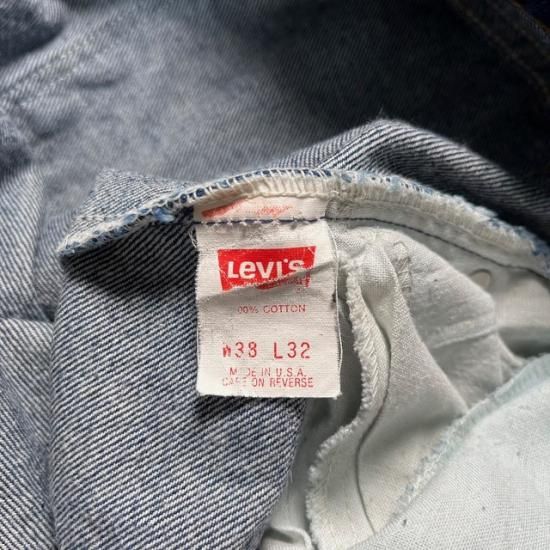 Levi's
100% COTTON
W38 L32
MADE IN U.S.A.
CARE ON REVERSE